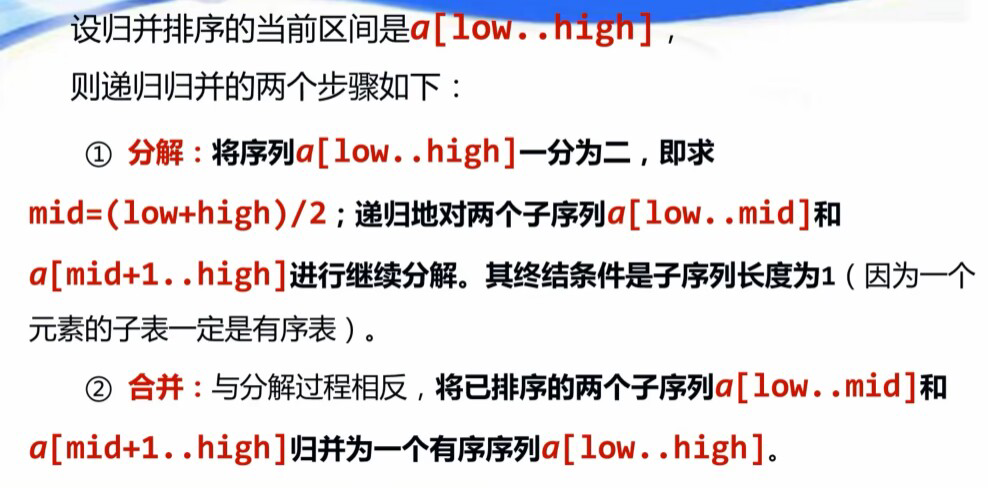 设归并排序的当前区间是a[low..high]，
则递归归并的两个步骤如下：
① 分解：将序列a[low..high]一分为二，即求
mid=(low+high)/2；递归地对两个子序列a[low..mid]和
a[mid+1..high]进行继续分解。其终结条件是子序列长度为1（因为一个
元素的子表一定是有序表）。
② 合并：与分解过程相反，将已排序的两个子序列a[low..mid]和
a[mid+1..high]归并为一个有序序列a[low..high]。